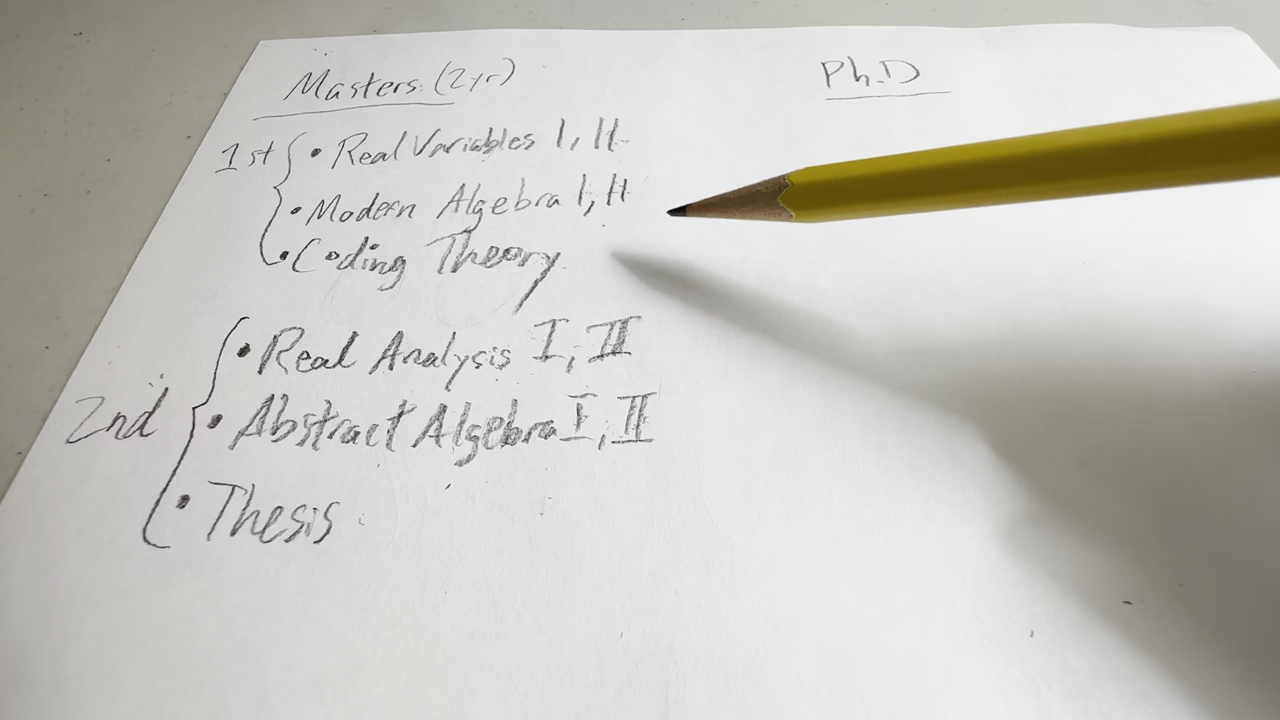 Masters (2yr)
Ph.D
1st
• Real Variables I, II
• Modern Algebra I, II
• Coding Theory
2nd
• Real Analysis I, II
• Abstract Algebra I, II
• Thesis